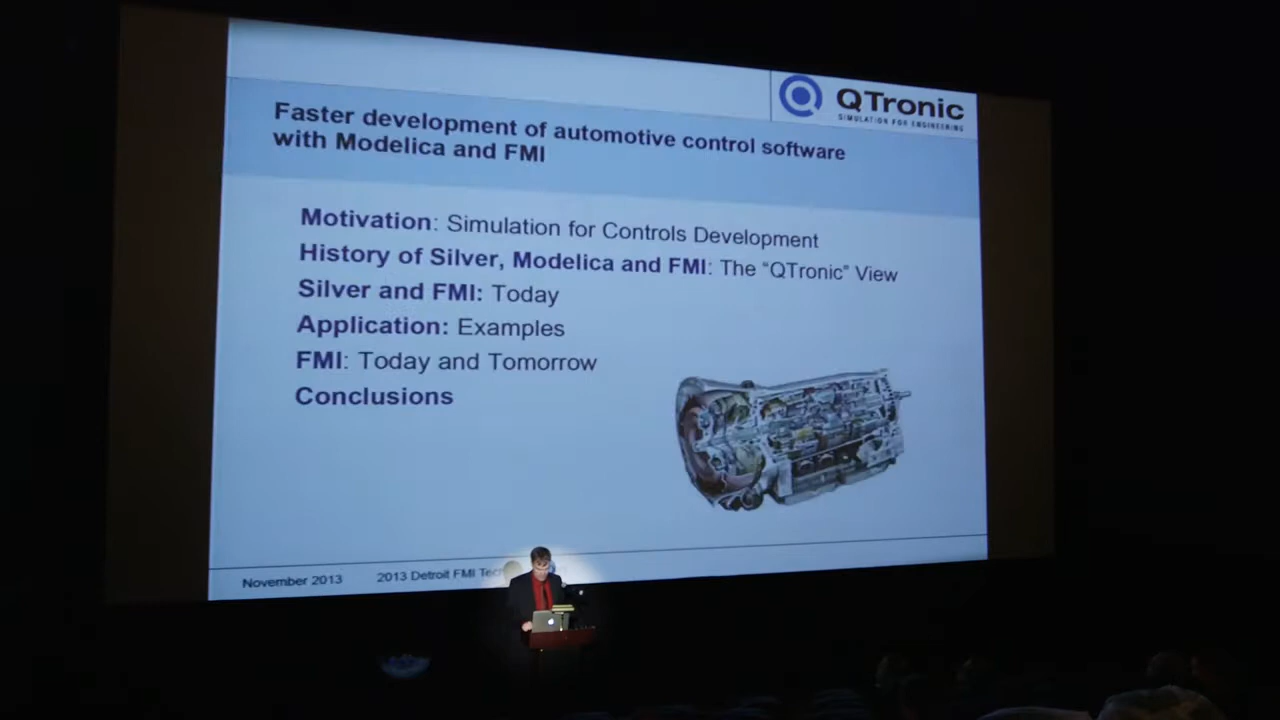 QTronic
SIMULATION FOR ENGINEERING
Faster development of automotive control software
with Modelica and FMI
Motivation: Simulation for Controls Development
History of Silver, Modelica and FMI: The “QTronic” View
Silver and FMI: Today
Application: Examples
FMI: Today and Tomorrow
Conclusions
November 2013
2013 Detroit FMI